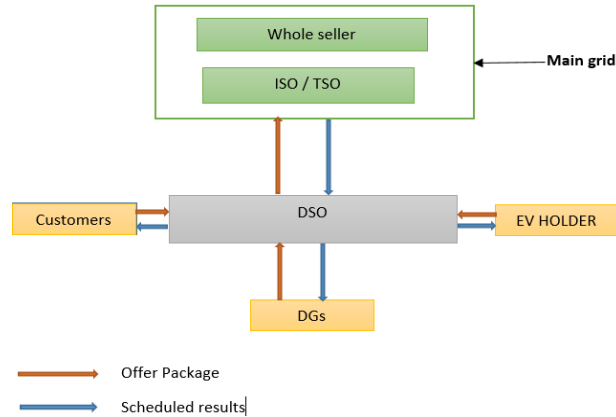 Whole seller
Main grid
ISO / TSO
DSO
Customers
EV HOLDER
DGs
Offer Package
Scheduled results